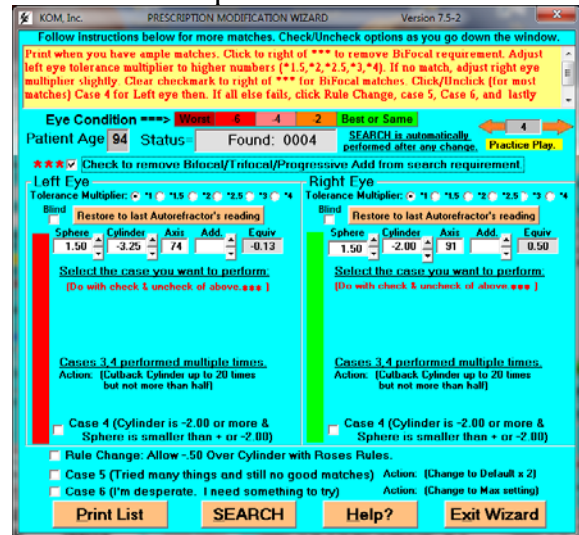 KOM, Inc. PRESCRIPTION MODIFICATION WIZARD Version 7.5-2
Follow instructions below for more matches. Check/Uncheck options as you go down the window.
Print when you have ample matches. Click to right of *** to remove BiFocal requirement. Adjust
left eye tolerance multiplier to higher numbers (*1.5,*2,*2.5,*3,*4). If no match, adjust right eye
multiplier slightly. Clear checkmark to right of *** for BiFocal matches. Click/Unclick (for most
matches) Case 4 for Left eye then. If all else fails, click Rule Change, case 5, Case 6, and lastly
Eye Condition ===> Worst -6 -4 -2 Best or Same
4
Patient Age 94 Status= Found: 0004 SEARCH is automatically
performed after any change. Practice Play.
*** Check to remove Bifocal/Trifocal/Progressive Add from search requirement
Left Eye Right Eye
Tolerance Multiplier: *1 *1.5 *2 *2.5 *3 *4 Tolerance Multiplier: *1 *1.5 *2 *2.5 *3 *4
Blind Restore to last Autorefractor's reading Blind Restore to last Autorefractor's reading
Sphere Cylinder Axis Add. Equiv Sphere Cylinder Axis Add. Equiv
1.50 -3.25 74 -0.13 1.50 -2.00 91 0.50
Select the case you want to perform: Select the case you want to perform:
(Do with check & uncheck of above.*** ) (Do with check & uncheck of above.*** )
Cases 3,4 performed multiple times. Cases 3,4 performed multiple times.
Action: (Cutback Cylinder up to 20 times Action: (Cutback Cylinder up to 20 times
but not more than half) but not more than half)
Case 4 (Cylinder is -2.00 or more & Case 4 (Cylinder is -2.00 or more &
Sphere is smaller than + or -2.00) Sphere is smaller than + or -2.00)
Rule Change: Allow -.50 Over Cylinder with Roses Rules.
Case 5 (Tried many things and still no good matches) Action: (Change to Default x 2)
Case 6 (I'm desperate. I need something to try) Action: (Change to Max setting)
Print List SEARCH Help? Exit Wizard